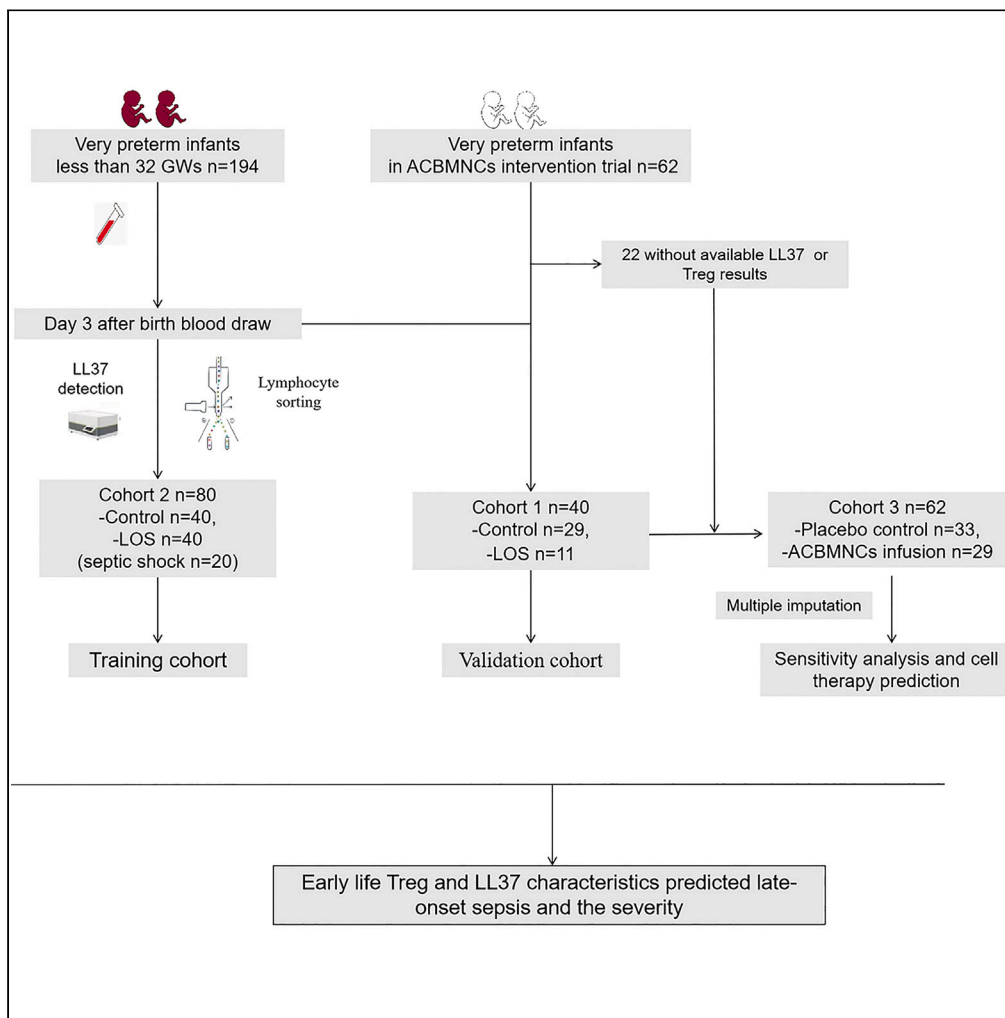 Very preterm infants
less than 32 GWs n=194
Very preterm infants
in ACBMNCs intervention trial n=62
22 without available LL37 or
Treg results
Day 3 after birth blood draw
LL37
detection
Lymphocyte
sorting
Cohort 2 n=80
-Control n=40,
-LOS n=40
(septic shock n=20)
Cohort 1 n=40
-Control n=29,
-LOS n=11
Cohort 3 n=62
-Placebo control n=33,
-ACBMNCs infusion n=29
Multiple imputation
Training cohort
Validation cohort
Sensitivity analysis and cell
therapy prediction
Early life Treg and LL37 characteristics predicted late-
onset sepsis and the severity